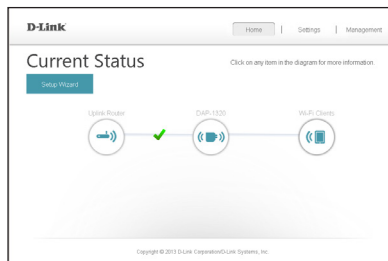 D-Link
Home | Settings | Management
Current Status
Click on any item in the diagram for more information.
Setup Wizard
Uplink Router
DAP-1520
Wi-Fi Clients
Copyright © 2013 D-Link Corporation/D-Link Systems, Inc.